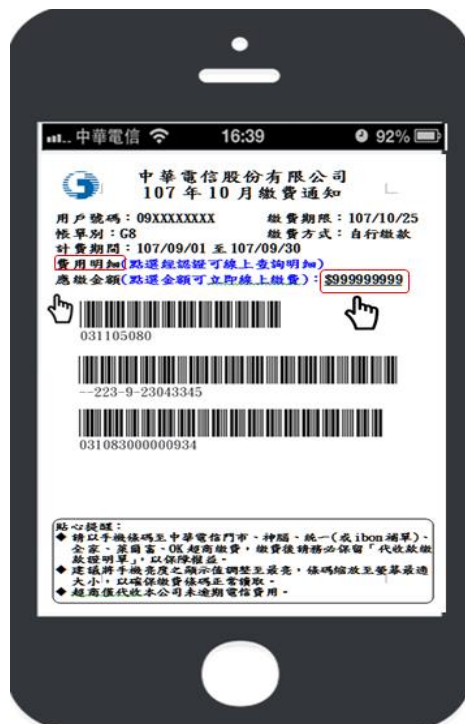 中華電信 16:39 92%
中華電信股份有限公司
107 年 10 月繳費通知
用戶號碼：09XXXXXXXX 繳費期限：107/10/25
帳單別：G8 繳費方式：自行繳款
計費期間：107/09/01 至 107/09/30
費用明細(點選經認證可線上查詢明細)
應繳金額(點選金額可立即線上繳費)：$999999999
031105080
--223-9-23043345
031083000000934
貼心提醒：
◆ 請以手機條碼至中華電信門市、神腦、統一(或ibon補單)、
全家、萊爾富、OK超商繳費，繳費後請務必保留「代收款繳
款證明單」，以保障權益。
◆ 建議將手機亮度之顯示值調整至最亮，條碼縮放至螢幕最適
大小，以確保繳費條碼正常讀取。
◆ 超商僅代收本公司未逾期電信費用。